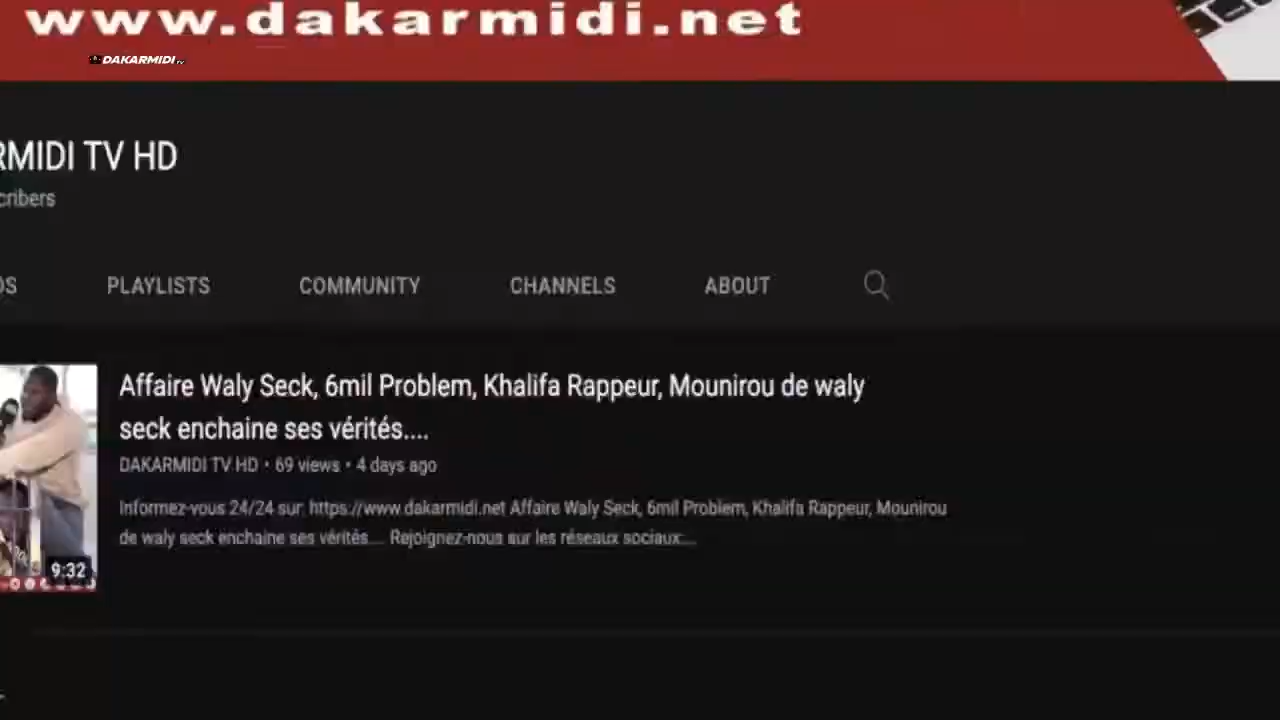 www.dakarmidi.net
DAKARMIDI TV
RMIDI TV HD
cribers
OS
PLAYLISTS
COMMUNITY
CHANNELS
ABOUT
Affaire Waly Seck, 6mil Problem, Khalifa Rappeur, Mounirou de waly
seck enchaine ses vérités....
DAKARMIDI TV HD • 69 views • 4 days ago
Informez-vous 24/24 sur: https://www.dakarmidi.net Affaire Waly Seck, 6mil Problem, Khalifa Rappeur, Mounirou
de waly seck enchaine ses vérités.... Rejoignez-nous sur les réseaux sociaux:...
9:32